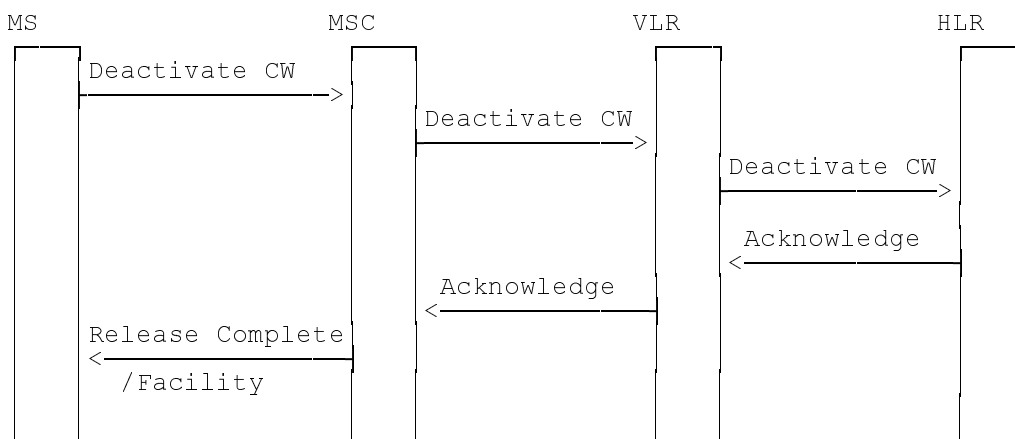 MS MSC VLR HLR
Deactivate CW
Deactivate CW
Deactivate CW
Acknowledge
Acknowledge
Release Complete
/Facility